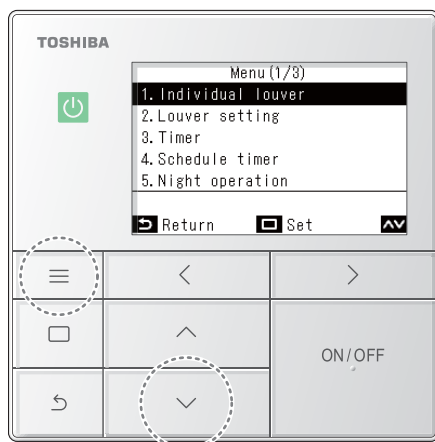 TOSHIBA
Menu(1/3)
1. Individual louver
2. Louver setting
3. Timer
4. Schedule timer
5. Night operation
Return Set
ON/OFF